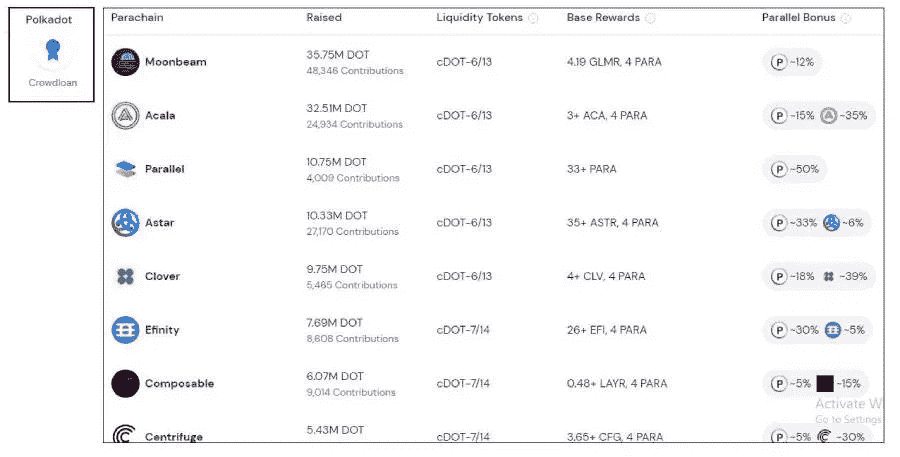 Polkadot
Crowdloan
Parachain Raised Liquidity Tokens Base Rewards Parallel Bonus
Moonbeam 35.75M DOT cDOT-6/13 4.19 GLMR, 4 PARA P ~12%
48,346 Contributions
Acala 32.51M DOT cDOT-6/13 3+ ACA, 4 PARA P ~15% ~35%
24,934 Contributions
Parallel 10.75M DOT cDOT-6/13 33+ PARA P ~50%
4,009 Contributions
Astar 10.33M DOT cDOT-6/13 35+ ASTR, 4 PARA P ~33% ~6%
27,170 Contributions
Clover 9.75M DOT cDOT-6/13 4+ CLV, 4 PARA P ~18% ~39%
5,465 Contributions
Efinity 7.69M DOT cDOT-7/14 26+ EFI, 4 PARA P ~30% ~5%
8,608 Contributions
Composable 6.07M DOT cDOT-7/14 0.48+ LAYR, 4 PARA P ~5% ~15%
9,014 Contributions
Activate W
Go to Settings
Centrifuge 5.43M DOT cDOT-7/14 3.65+ CFG, 4 PARA P ~5% ~30%